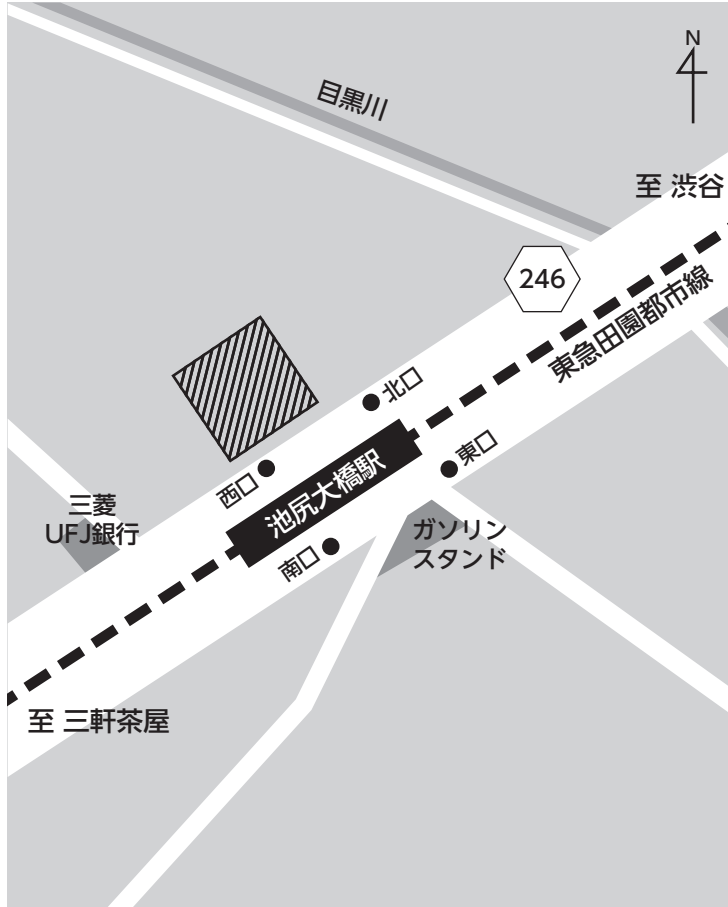 N
目黒川
至 渋谷
246
東急田園都市線
北口
東口
西口
池尻大橋駅
三菱
UFJ銀行
ガソリン
スタンド
南口
至 三軒茶屋